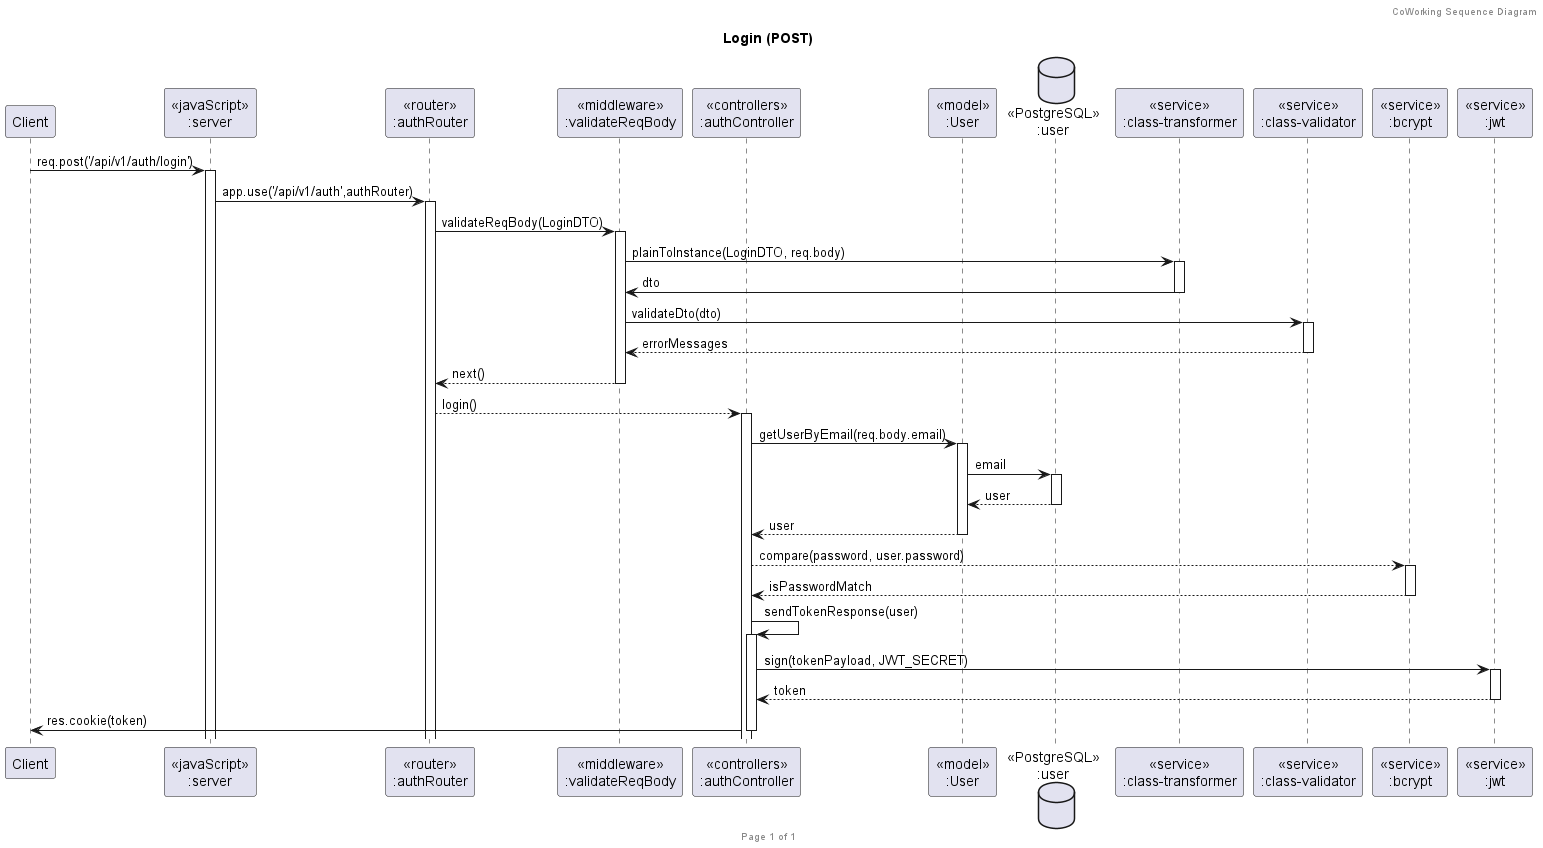 CoWorking Sequence Diagram
Login (POST)
Client
«javaScript»
:server
«router»
:authRouter
«middleware»
:validateReqBody
«controllers»
:authController
«model»
:User
«PostgreSQL»
:user
«service»
:class-transformer
«service»
:class-validator
«service»
:bcrypt
«service»
:jwt
req.post('/api/v1/auth/login')
app.use('/api/v1/auth',authRouter)
validateReqBody(LoginDTO)
plainToInstance(LoginDTO, req.body)
dto
validateDto(dto)
errorMessages
next()
login()
getUserByEmail(req.body.email)
email
user
user
compare(password, user.password)
isPasswordMatch
sendTokenResponse(user)
sign(tokenPayload, JWT_SECRET)
token
res.cookie(token)
Client
«javaScript»
:server
«router»
:authRouter
«middleware»
:validateReqBody
«controllers»
:authController
«model»
:User
«PostgreSQL»
:user
«service»
:class-transformer
«service»
:class-validator
«service»
:bcrypt
«service»
:jwt
Page 1 of 1